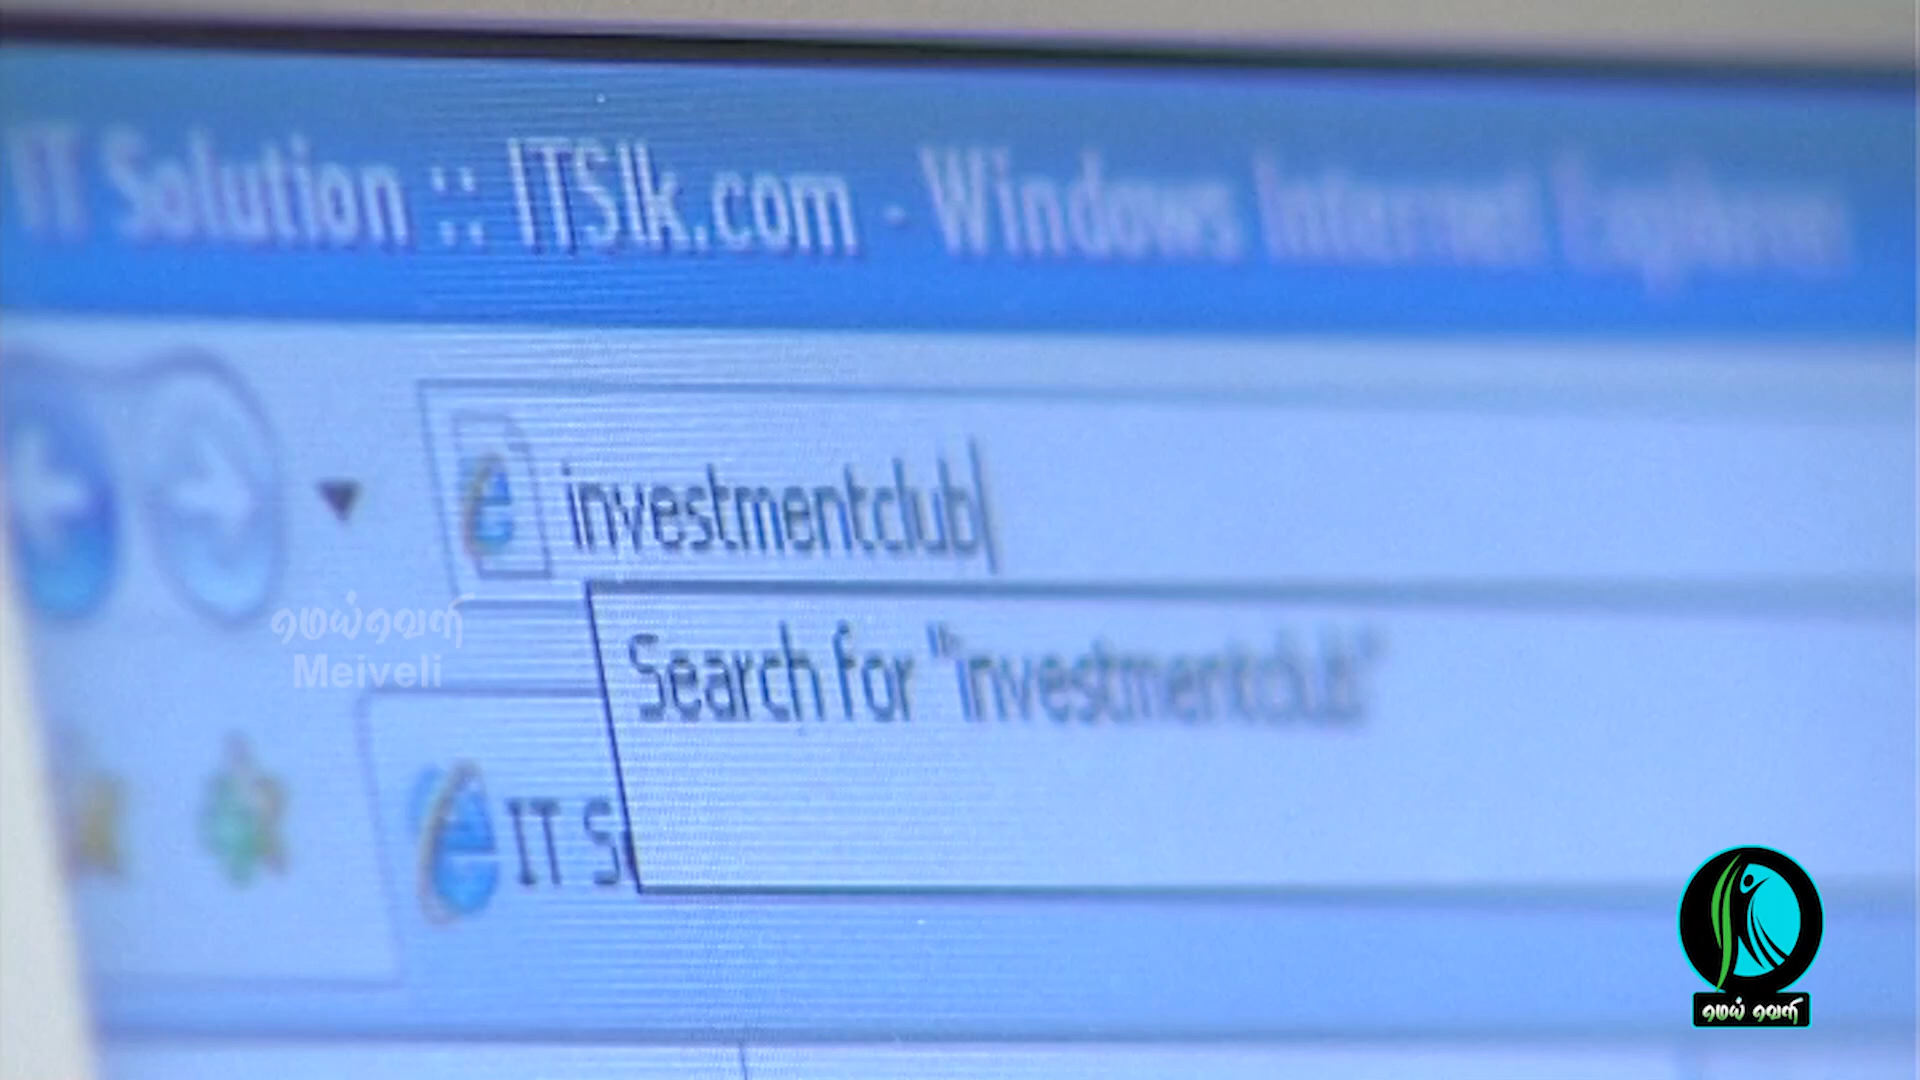 IT Solution :: ITSlk.com - Windows Internet Explorer
investmentclub
Search for "investmentclub"
மெய்வெளி
Meiveli
IT S
மெய் வெளி